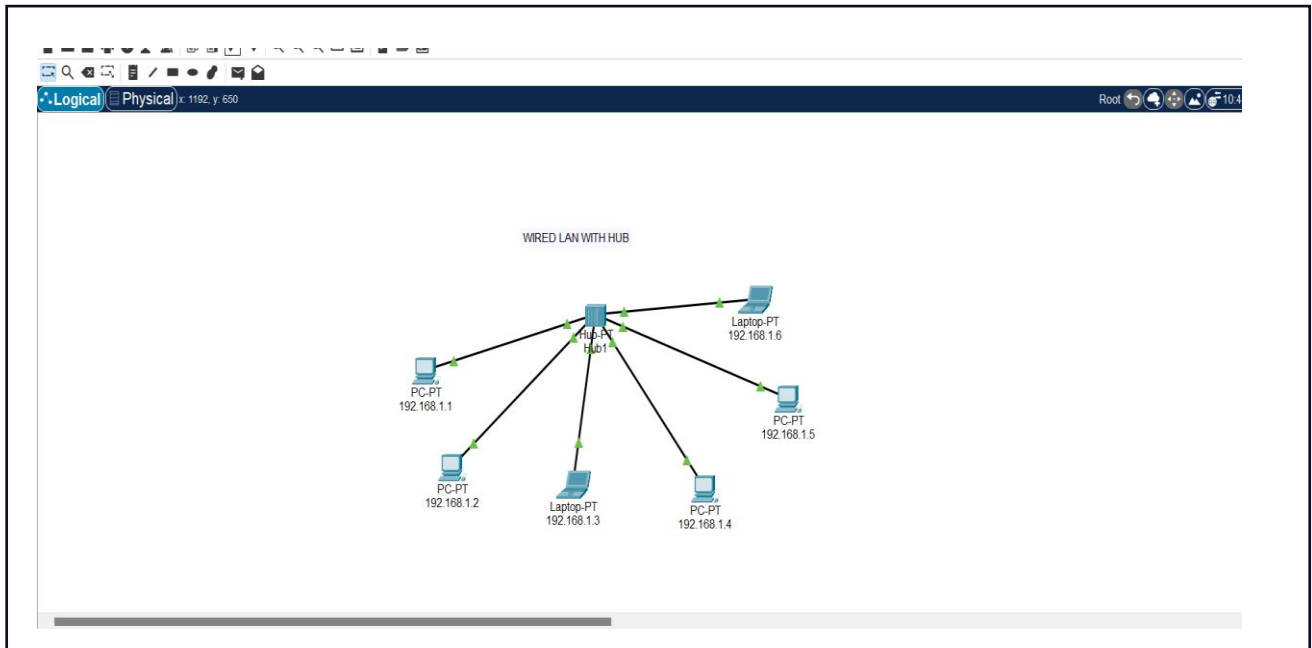 Logical Physical x: 1192, y: 650 Root 10:4
WIRED LAN WITH HUB
Laptop-PT
192.168.1.6
Hub-PT
Hub1
PC-PT
192.168.1.1
PC-PT
192.168.1.5
PC-PT
192.168.1.2
Laptop-PT
192.168.1.3
PC-PT
192.168.1.4